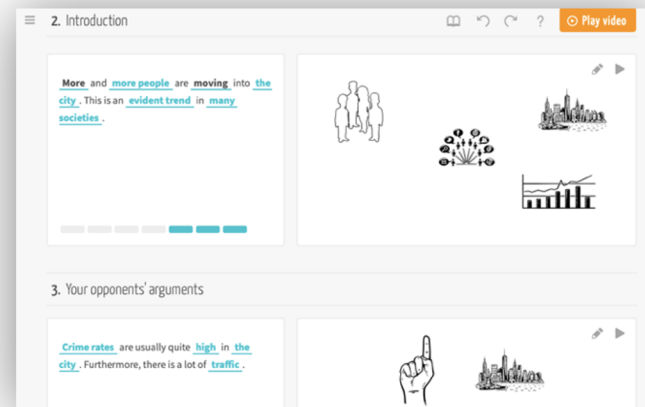 2. Introduction
? Play video
More and more people are moving into the
city . This is an evident trend in many
societies .
3. Your opponents' arguments
Crime rates are usually quite high in the
city . Furthermore, there is a lot of traffic .